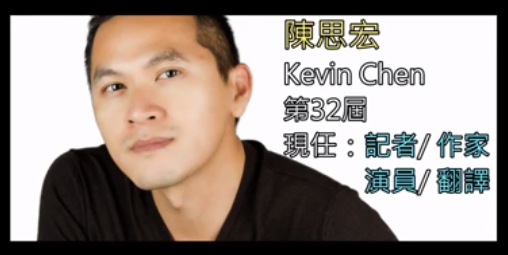 陳思宏
Kevin Chen
第32屆
現任：記者/ 作家
演員/ 翻譯